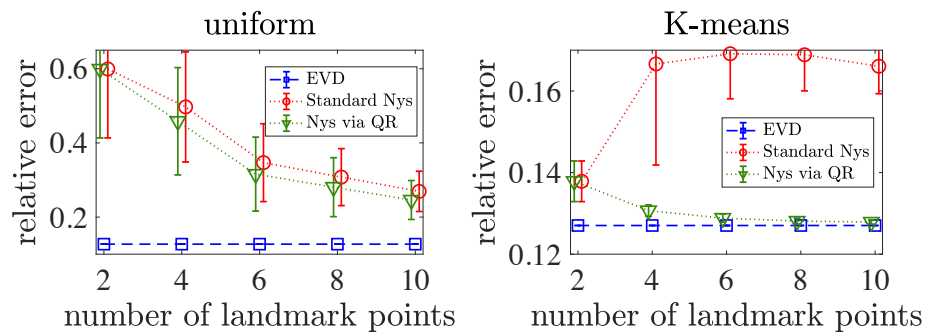 uniform
relative error
0.6
0.4
0.2
EVD
Standard Nys
Nys via QR
2 4 6 8 10
number of landmark points
K-means
relative error
0.16
0.14
0.12
EVD
Standard Nys
Nys via QR
2 4 6 8 10
number of landmark points